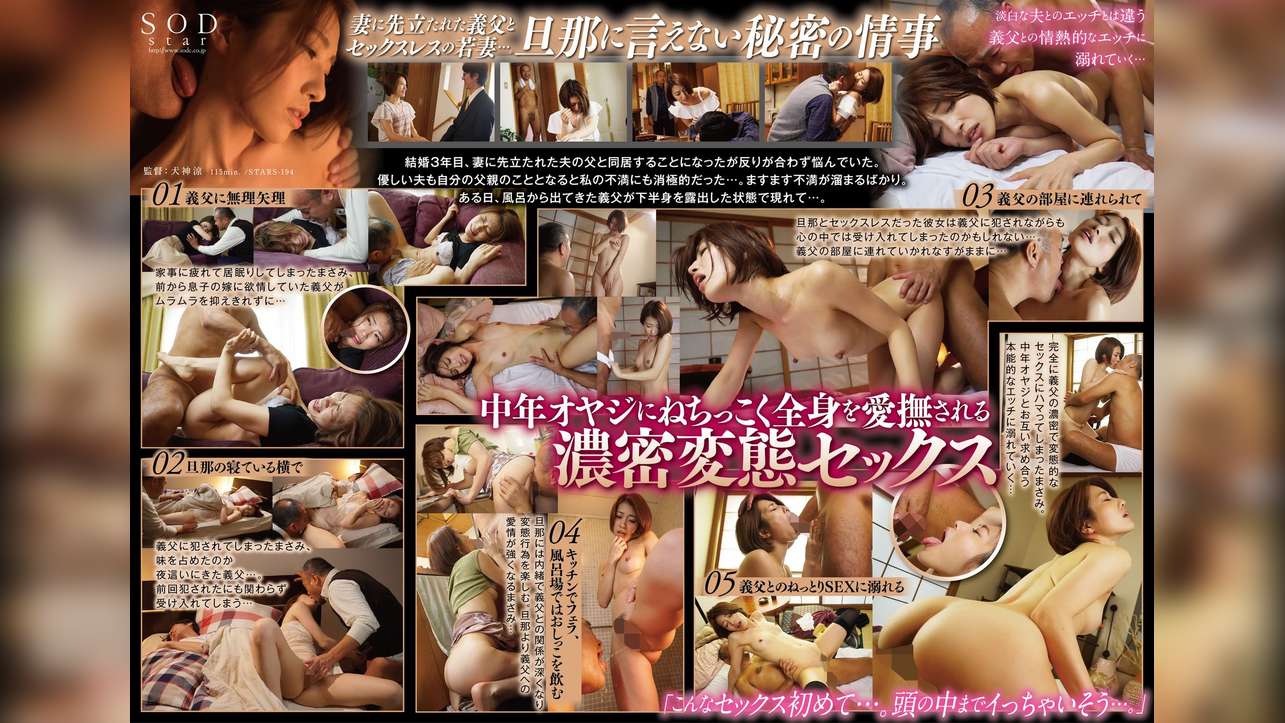 SOD
star
http://www.sodc.co.jp
監督：犬神涼 115min. /STARS-194
妻に先立たれた義父と
セックスレスの若妻…
旦那に言えない秘密の情事
淡白な夫とのエッチとは違う
義父との情熱的なエッチに
溺れていく…
結婚3年目、妻に先立たれた夫の父と同居することになったが反りが合わず悩んでいた。
優しい夫も自分の父親のこととなると私の不満にも消極的だった…。ますます不満が溜まるばかり。
ある日、風呂から出てきた義父が下半身を露出した状態で現れて…。
01 義父に無理矢理
家事に疲れて居眠りしてしまったまさみ、
前から息子の嫁に欲情していた義父が
ムラムラを抑えきれずに…
02 旦那の寝ている横で
義父に犯されてしまったまさみ、
味を占めたのか
夜這いにきた義父…。
前回犯されたにも関わらず
受け入れてしまう…
03 義父の部屋に連れられて
旦那とセックスレスだった彼女は義父に犯されながらも
心の中では受け入れてしまったのかもしれない…。
義父の部屋に連れていかれなすがままに…
中年オヤジにねちっこく全身を愛撫される
濃密変態セックス
04 キッチンでフェラ、
風呂場ではおしっこを飲む
旦那には内緒で義父との関係が深くなり
変態行為を楽しむ。旦那より義父への
愛情が強くなるまさみ…
完全に義父の濃密で変態的な
セックスにハマってしまったまさみ。
中年オヤジとお互い求め合う
本能的なエッチに溺れていく…
05 義父とのねっとりSEXに溺れる
「こんなセックス初めて…。頭の中までイっちゃいそう…。」